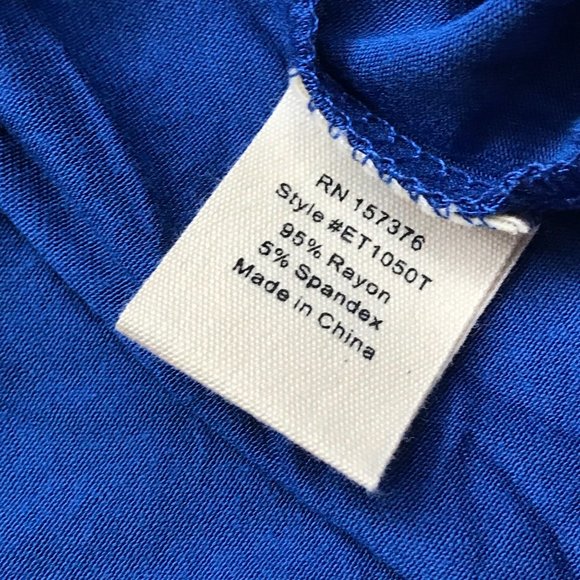 RN 157376
Style #ET1050T
95% Rayon
5% Spandex
Made in China